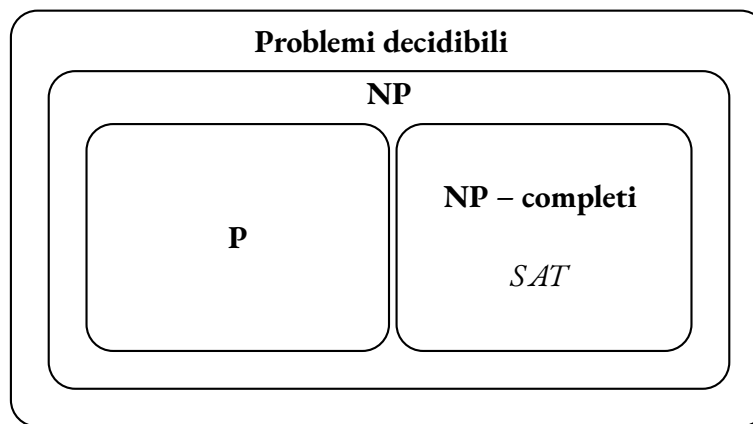 Problemi decidibili
NP
P
NP – completi
SAT